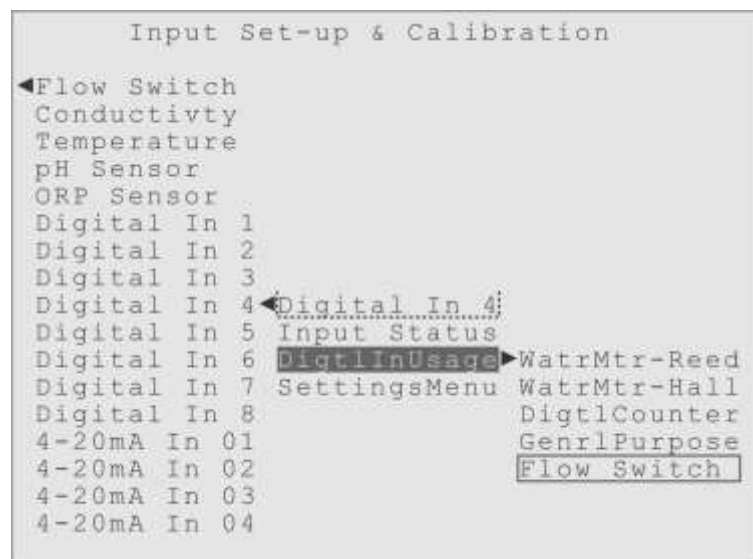 Input Set-up & Calibration
Flow Switch
Conductivty
Temperature
pH Sensor
ORP Sensor
Digital In 1
Digital In 2
Digital In 3
Digital In 4
Digital In 5
Digital In 6
Digital In 7
Digital In 8
4-20mA In 01
4-20mA In 02
4-20mA In 03
4-20mA In 04
Digital In 4
Input Status
DigtlInUsage
SettingsMenu
WatrMtr-Reed
WatrMtr-Hall
DigtlCounter
GenrlPurpose
Flow Switch